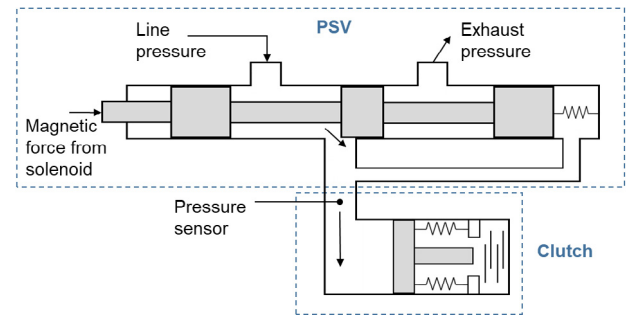 PSV
Line
pressure
Exhaust
pressure
Magnetic
force from
solenoid
Pressure
sensor
Clutch